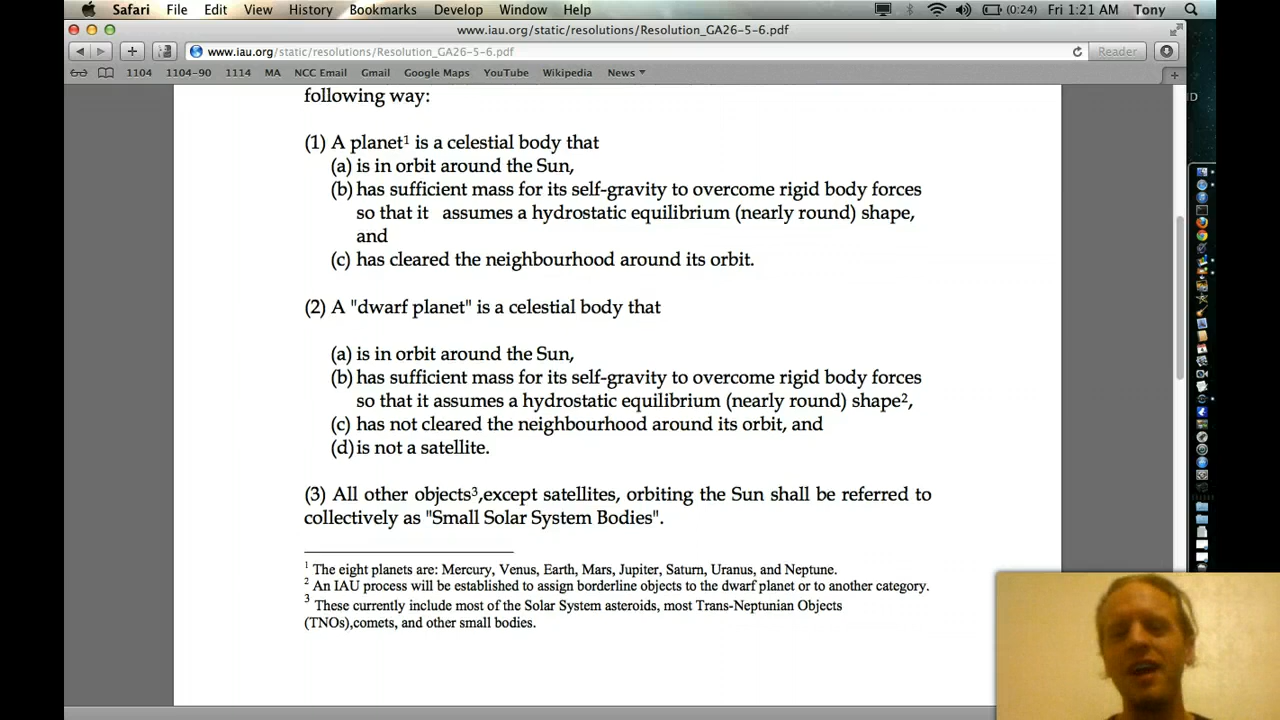 Safari File Edit View History Bookmarks Develop Window Help (0:24) Fri 1:21 AM Tony
www.iau.org/static/resolutions/Resolution_GA26-5-6.pdf
www.iau.org/static/resolutions/Resolution_GA26-5-6.pdf Reader
1104 1104-90 1114 MA NCC Email Gmail Google Maps YouTube Wikipedia News
following way:
(1) A planet¹ is a celestial body that
(a) is in orbit around the Sun,
(b) has sufficient mass for its self-gravity to overcome rigid body forces
so that it assumes a hydrostatic equilibrium (nearly round) shape,
and
(c) has cleared the neighbourhood around its orbit.
(2) A "dwarf planet" is a celestial body that
(a) is in orbit around the Sun,
(b) has sufficient mass for its self-gravity to overcome rigid body forces
so that it assumes a hydrostatic equilibrium (nearly round) shape²,
(c) has not cleared the neighbourhood around its orbit, and
(d) is not a satellite.
(3) All other objects³,except satellites, orbiting the Sun shall be referred to
collectively as "Small Solar System Bodies".
¹ The eight planets are: Mercury, Venus, Earth, Mars, Jupiter, Saturn, Uranus, and Neptune.
² An IAU process will be established to assign borderline objects to the dwarf planet or to another category.
³ These currently include most of the Solar System asteroids, most Trans-Neptunian Objects
(TNOs),comets, and other small bodies.